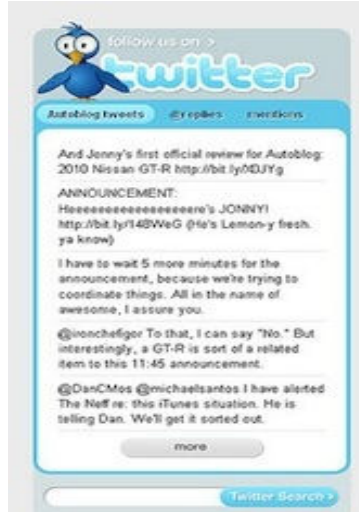 follow us on >
twitter
Autoblog tweets @replies mentions
And Jonny's first official review for Autoblog:
2010 Nissan GT-R http://bit.ly/
ANNOUNCEMENT:
Heeeeeeeeeeeeeeeeere's JONNY!
http://bit.ly/148WeG (He's Lemon-y fresh.
ya know)
I have to wait 5 more minutes for the
announcement, because we're trying to
coordinate things. All in the name of
awesome, I assure you.
@ironchefigor To that, I can say "No." But
interestingly, a GT-R is sort of a related
item to this 11:45 announcement.
@DanCMos @michaelsantos I have alerted
The Neff re: this iTunes situation. He is
telling Dan. We'll get it sorted out.
more
Twitter Search >